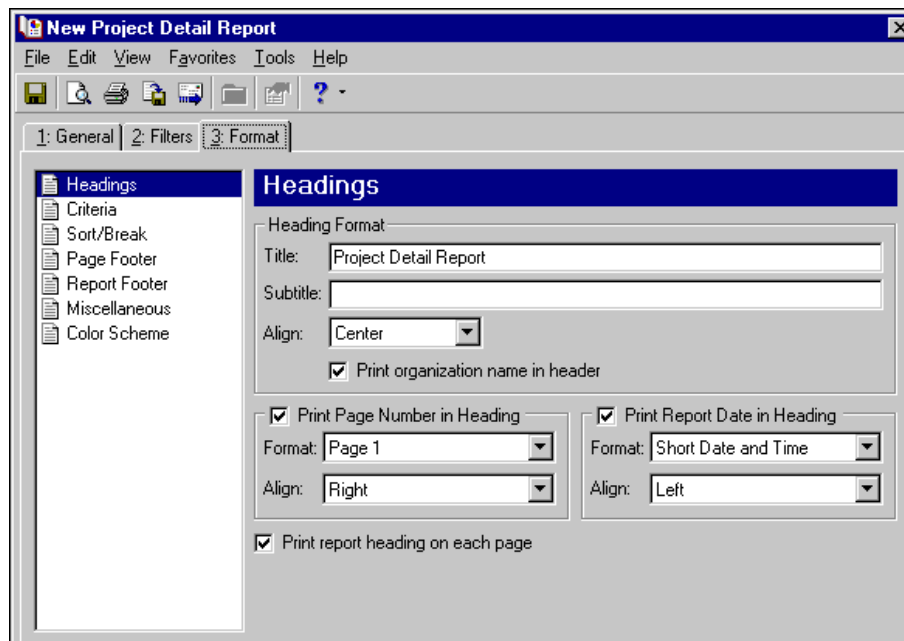 New Project Detail Report
File Edit View Favorites Tools Help
?
1: General 2: Filters 3: Format
Headings
Criteria
Sort/Break
Page Footer
Report Footer
Miscellaneous
Color Scheme
Headings
Heading Format
Title: Project Detail Report
Subtitle:
Align: Center
Print organization name in header
Print Page Number in Heading
Format: Page 1
Align: Right
Print Report Date in Heading
Format: Short Date and Time
Align: Left
Print report heading on each page